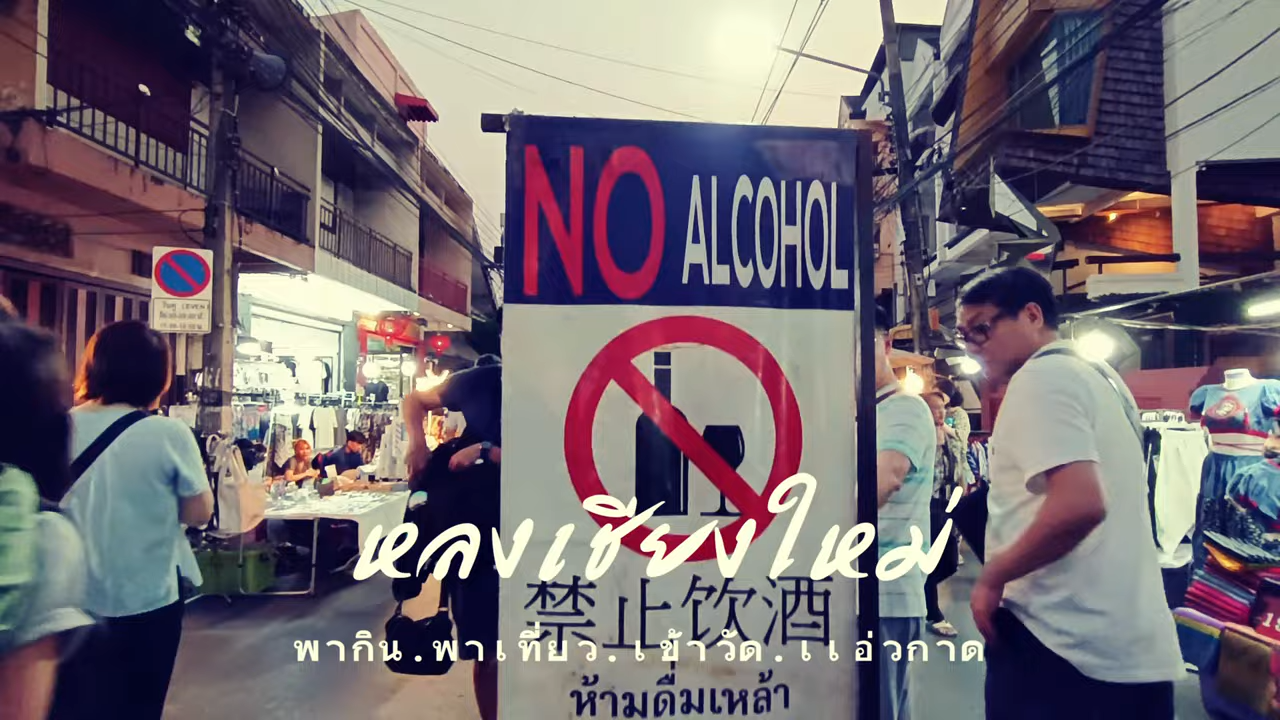 NO ALCOHOL
หลงเชียงใหม่
禁止饮酒
พากิน.พาเที่ยว.เข้าวัด.แอ่วกาด
ห้ามดื่มเหล้า